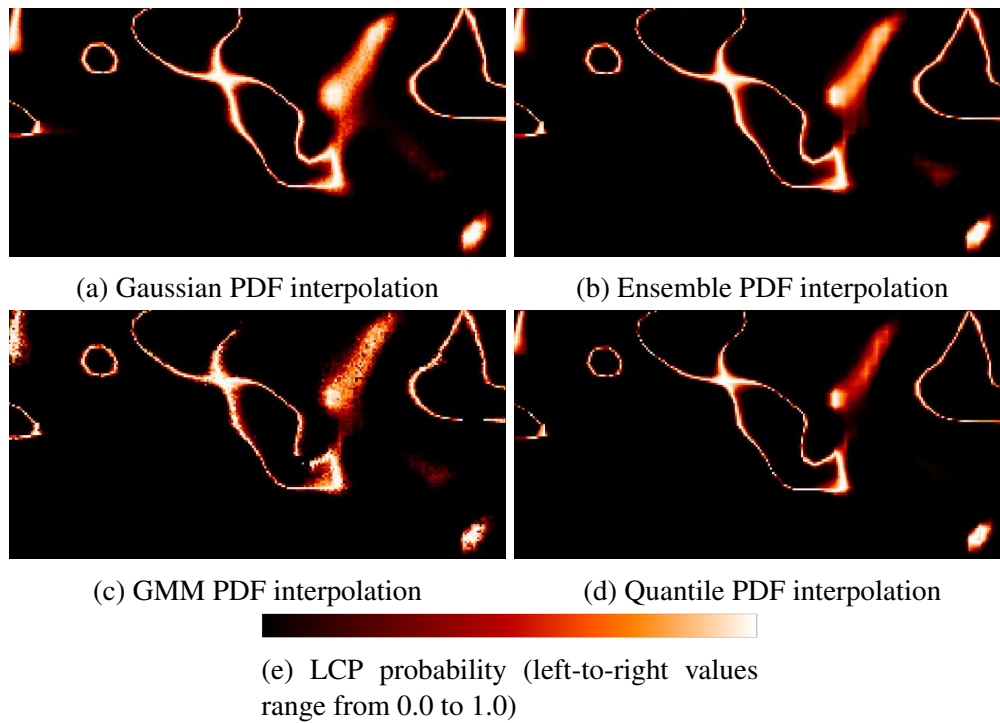 (a) Gaussian PDF interpolation
(b) Ensemble PDF interpolation
(c) GMM PDF interpolation
(d) Quantile PDF interpolation
(e) LCP probability (left-to-right values
range from 0.0 to 1.0)